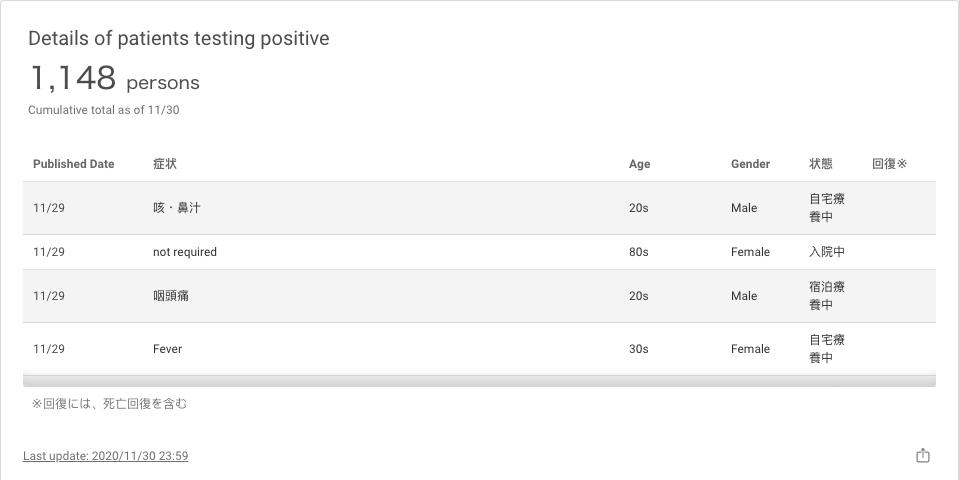 Details of patients testing positive
1,148 persons
Cumulative total as of 11/30
Published Date 症状 Age Gender 状態 回復※
11/29 咳・鼻汁 20s Male 自宅療
養中
11/29 not required 80s Female 入院中
11/29 咽頭痛 20s Male 宿泊療
養中
11/29 Fever 30s Female 自宅療
養中
※回復には、死亡回復を含む
Last update: 2020/11/30 23:59